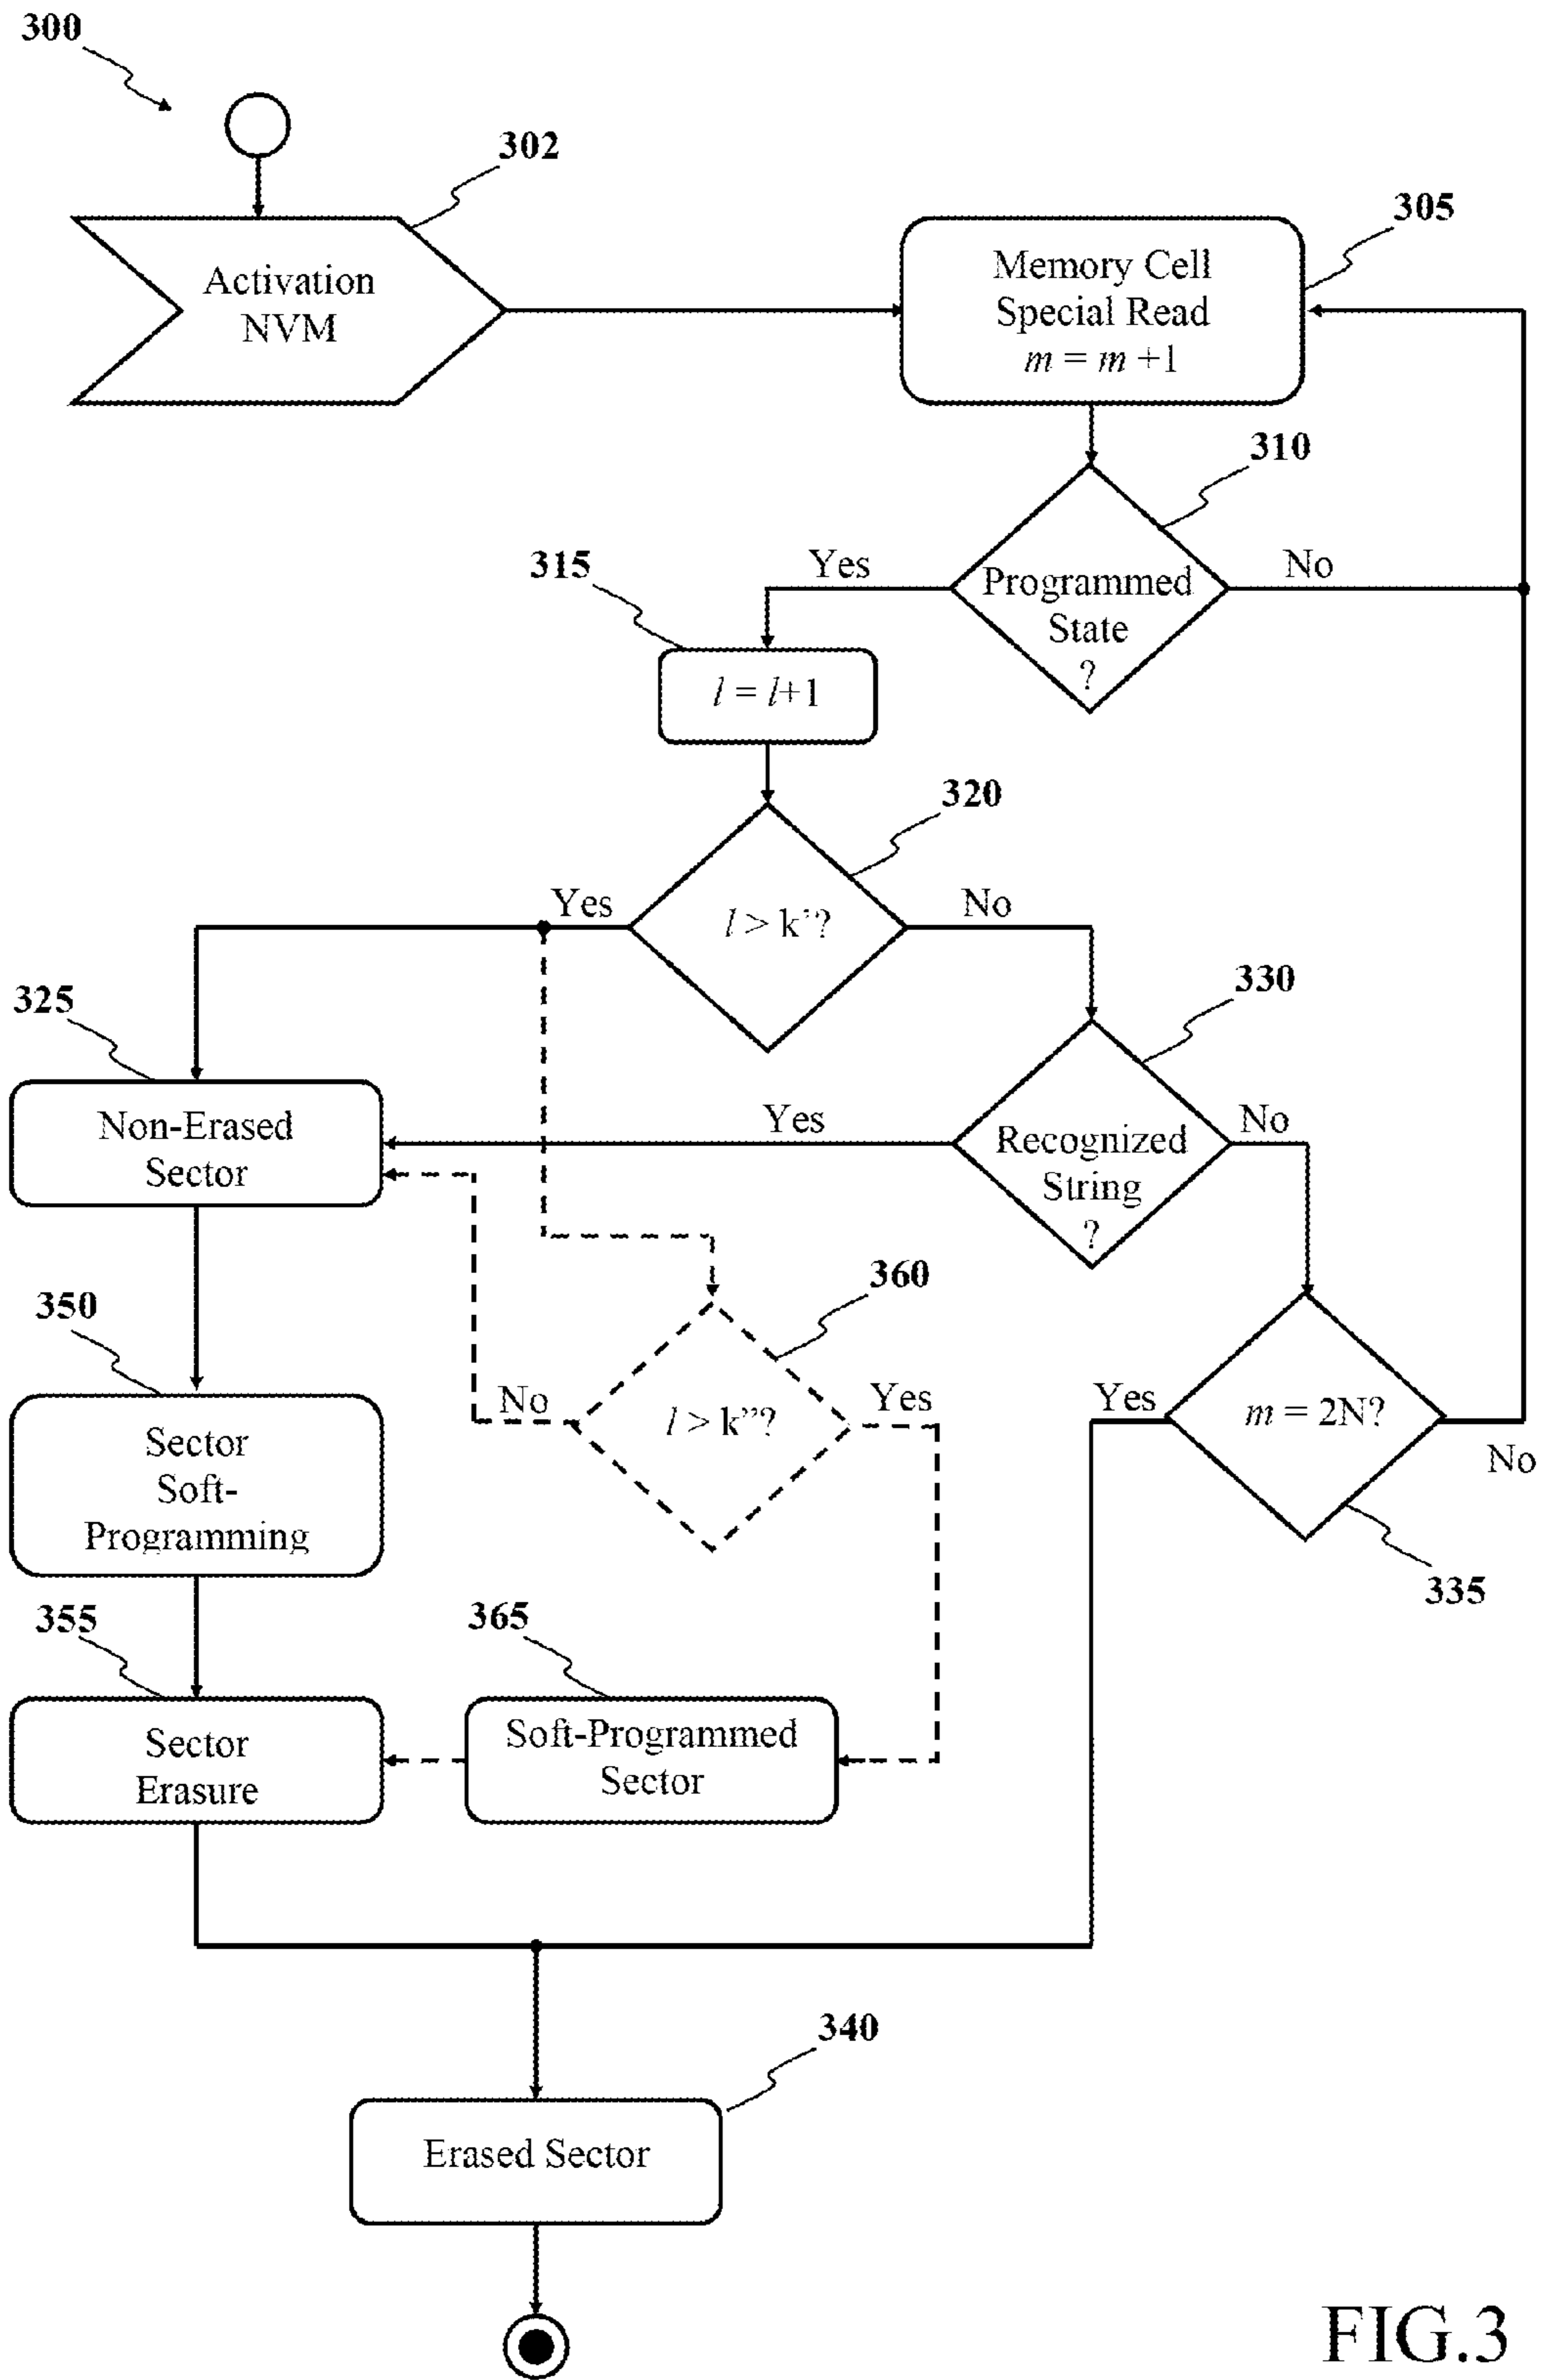 300
302
Activation
NVM
305
Memory Cell
Special Read
m = m +1
310
Programmed
State
?
Yes
No
315
l = l+1
320
l > k’?
Yes
No
325
Non-Erased
Sector
330
Recognized
String
?
Yes
No
350
Sector
Soft-
Programming
360
l > k”?
No
Yes
m = 2N?
Yes
No
335
355
Sector
Erasure
365
Soft-Programmed
Sector
340
Erased Sector
FIG.3